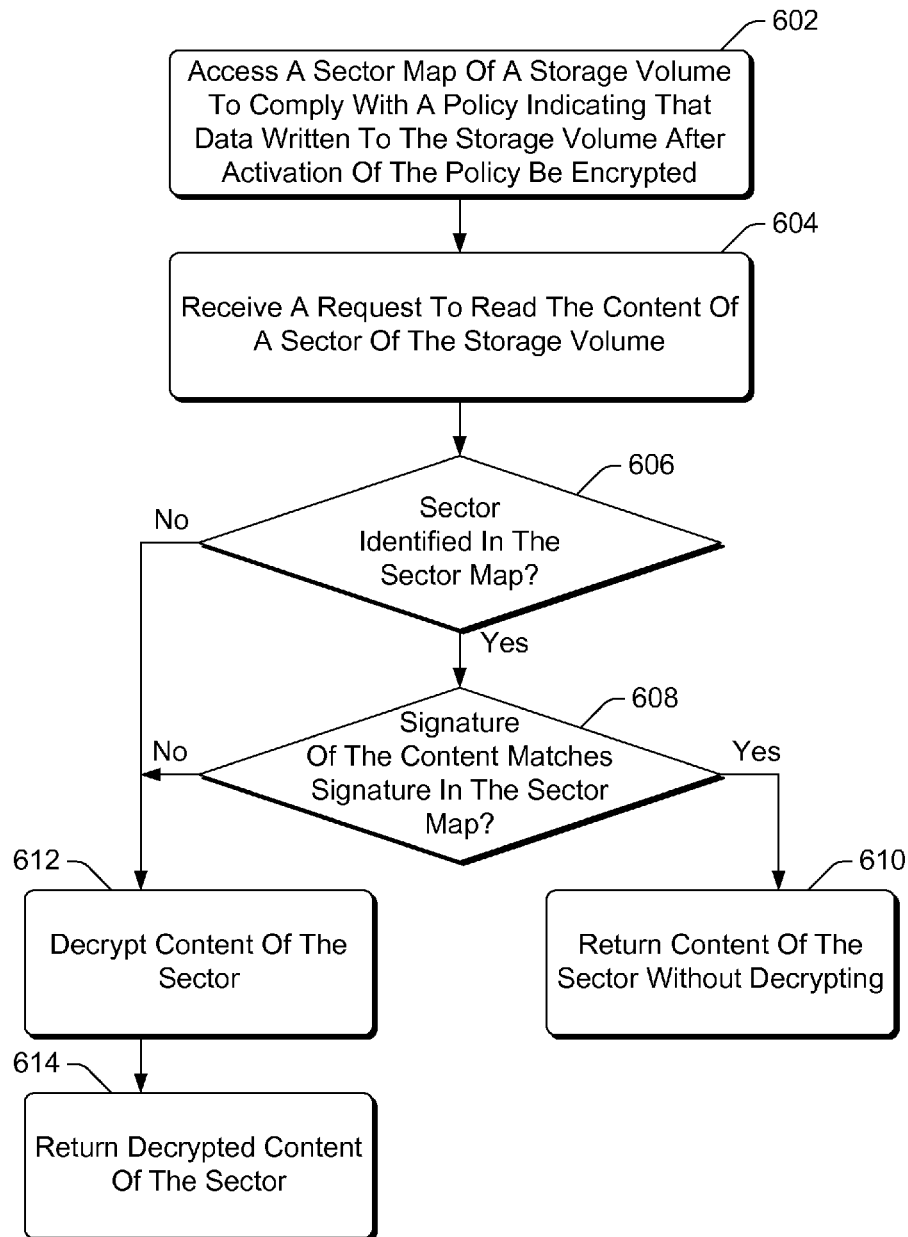 602
Access A Sector Map Of A Storage Volume
To Comply With A Policy Indicating That
Data Written To The Storage Volume After
Activation Of The Policy Be Encrypted
604
Receive A Request To Read The Content Of
A Sector Of The Storage Volume
606
Sector
Identified In The
Sector Map?
No
Yes
608
Signature
Of The Content Matches
Signature In The Sector
Map?
No
Yes
612
Decrypt Content Of The
Sector
610
Return Content Of The
Sector Without Decrypting
614
Return Decrypted Content
Of The Sector